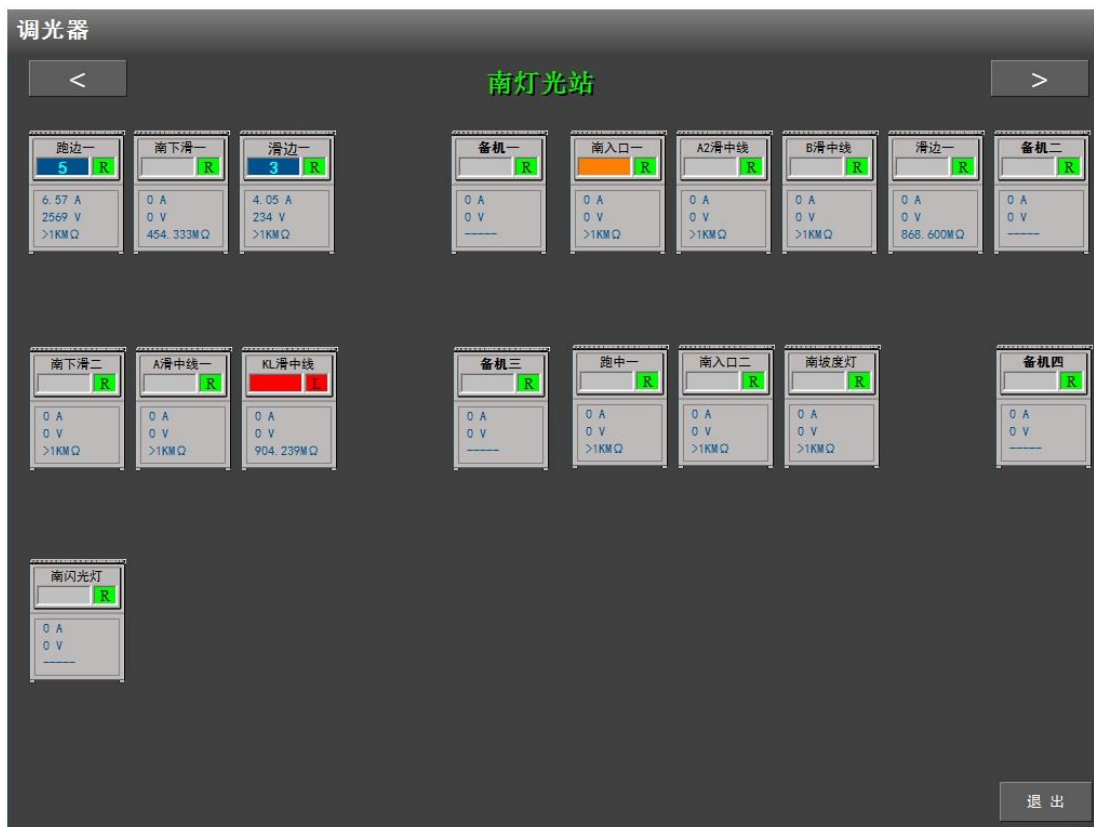 调光器
<
南灯光站
>
跑边一
5 R
6.57 A
2569 V
>1KMΩ
南下滑一
R
0 A
0 V
454.333MΩ
滑边一
3 R
4.05 A
234 V
>1KMΩ
备机一
R
0 A
0 V
-----
南入口一
R
0 A
0 V
>1KMΩ
A2滑中线
R
0 A
0 V
>1KMΩ
B滑中线
R
0 A
0 V
>1KMΩ
滑边一
R
0 A
0 V
868.600MΩ
备机二
R
0 A
0 V
-----
南下滑二
R
0 A
0 V
>1KMΩ
A滑中线一
R
0 A
0 V
>1KMΩ
KL滑中线
L
0 A
0 V
904.239MΩ
备机三
R
0 A
0 V
-----
跑中一
R
0 A
0 V
>1KMΩ
南入口二
R
0 A
0 V
>1KMΩ
南坡度灯
R
0 A
0 V
>1KMΩ
备机四
R
0 A
0 V
-----
南闪光灯
R
0 A
0 V
-----
退 出